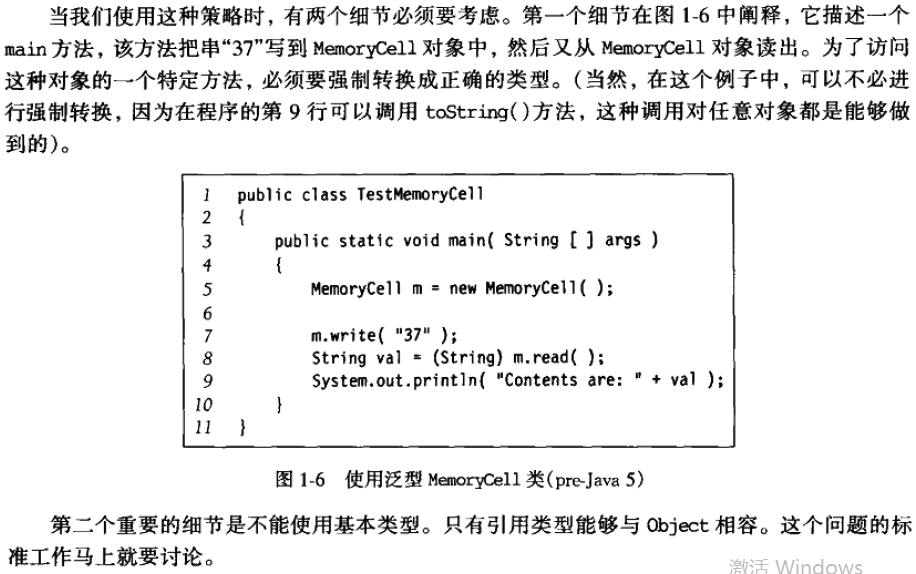 当我们使用这种策略时，有两个细节必须要考虑。第一个细节在图 1-6 中阐释，它描述一个
main 方法，该方法把串“37”写到 MemoryCell 对象中，然后又从 MemoryCell 对象读出。为了访问
这种对象的一个特定方法，必须要强制转换成正确的类型。（当然，在这个例子中，可以不必进
行强制转换，因为在程序的第 9 行可以调用 toString()方法，这种调用对任意对象都是能够做
到的）。
1 public class TestMemoryCell
2 {
3     public static void main( String [ ] args )
4     {
5         MemoryCell m = new MemoryCell( );
6
7         m.write( "37" );
8         String val = (String) m.read( );
9         System.out.println( "Contents are: " + val );
10     }
11 }
图 1-6 使用泛型 MemoryCell 类(pre-Java 5)
第二个重要的细节是不能使用基本类型。只有引用类型能够与 Object 相容。这个问题的标
准工作马上就要讨论。
激活 Windows